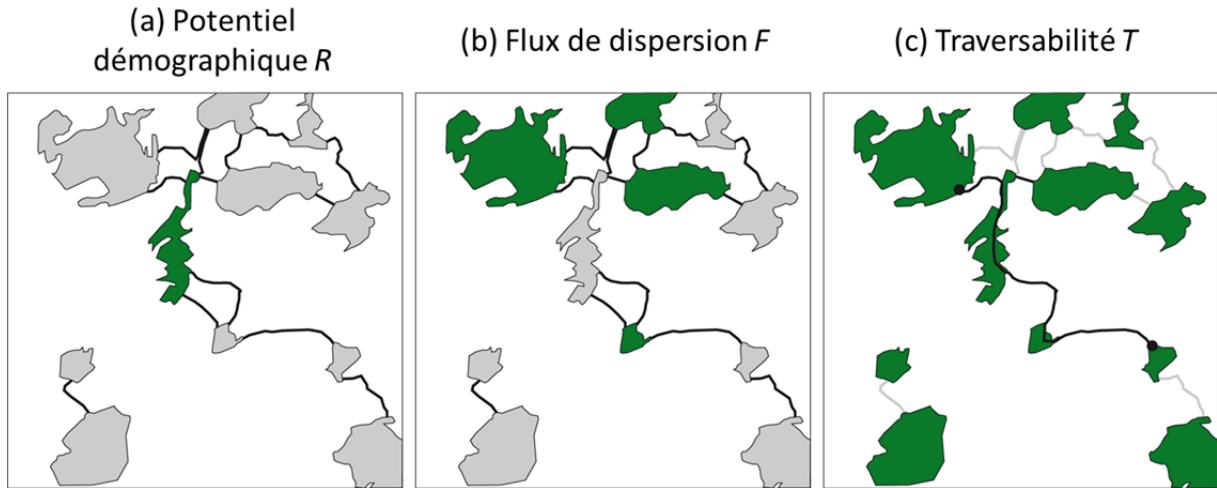 (a) Potentiel
démographique R
(b) Flux de dispersion F
(c) Traversabilité T